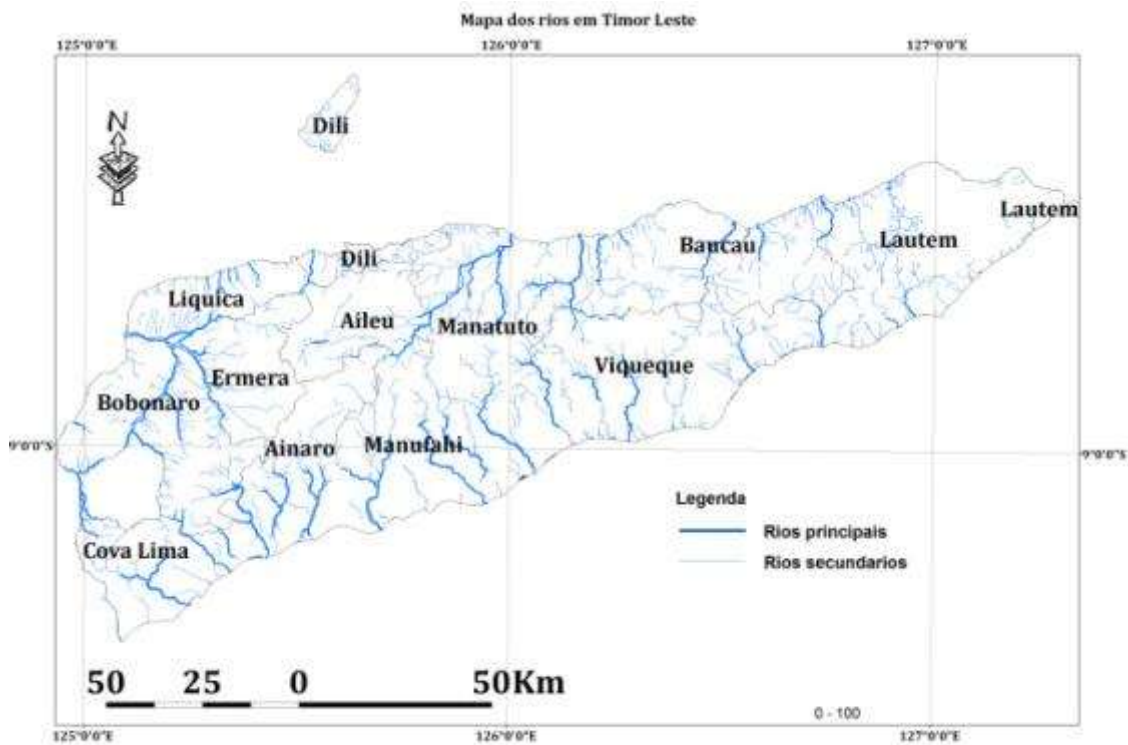 Mapa dos rios em Timor Leste
125°0'0"E 126°0'0"E 127°0'0"E
N
Dili
Lautem
Baucau
Lautem
Dili
Liquica
Aileu
Manatuto
Viqueque
Ermera
Bobonaro
9°0'0"S
Ainaro
Manufahi
9°0'0"S
Legenda
Rios principais
Cova Lima
Rios secundarios
50 25 0 50Km
0 - 100
125°0'0"E 126°0'0"E 127°0'0"E